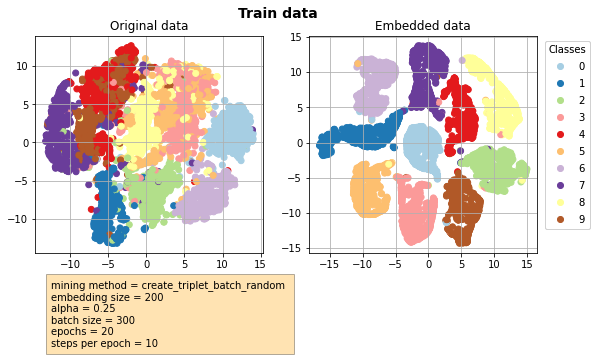 Train data
Original data
10
5
0
−5
−10
−10 −5 0 5 10 15
Embedded data
15
10
5
0
−5
−10
−15
−15 −10 −5 0 5 10 15
Classes
0
1
2
3
4
5
6
7
8
9
mining method = create_triplet_batch_random
embedding size = 200
alpha = 0.25
batch size = 300
epochs = 20
steps per epoch = 10